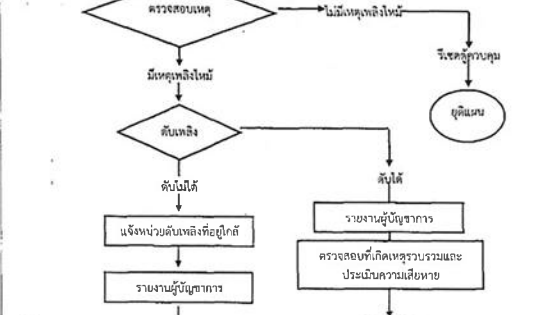 ตรวจสอบเหตุ
ไม่มีเหตุเพลิงไหม้
รีเซตตู้ควบคุม
มีเหตุเพลิงไหม้
ยุติแผน
ดับเพลิง
ดับไม่ได้
ดับได้
แจ้งหน่วยดับเพลิงที่อยู่ใกล้
รายงานผู้บัญชาการ
ตรวจสอบที่เกิดเหตุรวบรวมและ
ประเมินความเสียหาย
รายงานผู้บัญชาการ